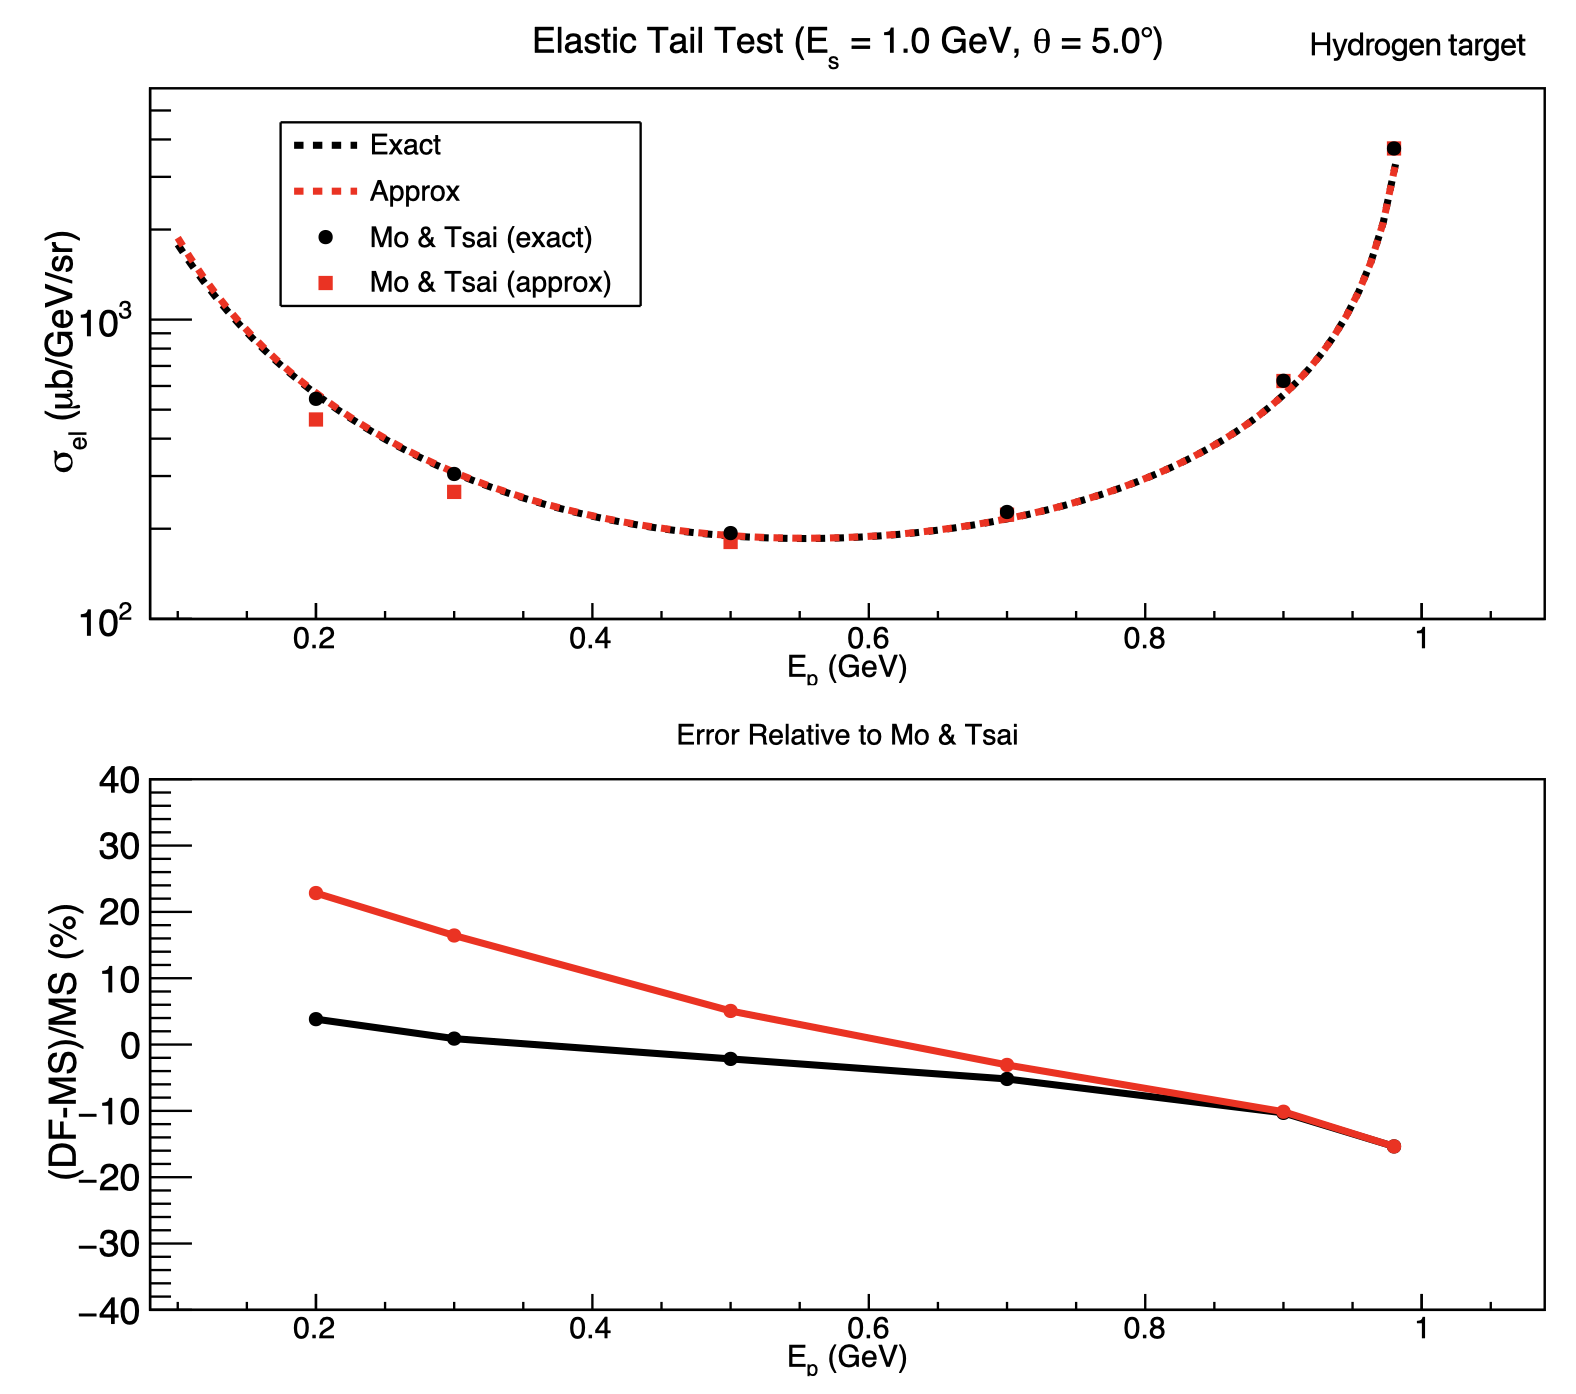 Elastic Tail Test (Es = 1.0 GeV, θ = 5.0°)
Hydrogen target
Exact
Approx
Mo & Tsai (exact)
Mo & Tsai (approx)
σel (μb/GeV/sr)
10³
10²
0.2 0.4 0.6 0.8 1
Ep (GeV)
Error Relative to Mo & Tsai
(DF-MS)/MS (%)
40
30
20
10
0
−10
−20
−30
−40
0.2 0.4 0.6 0.8 1
Ep (GeV)